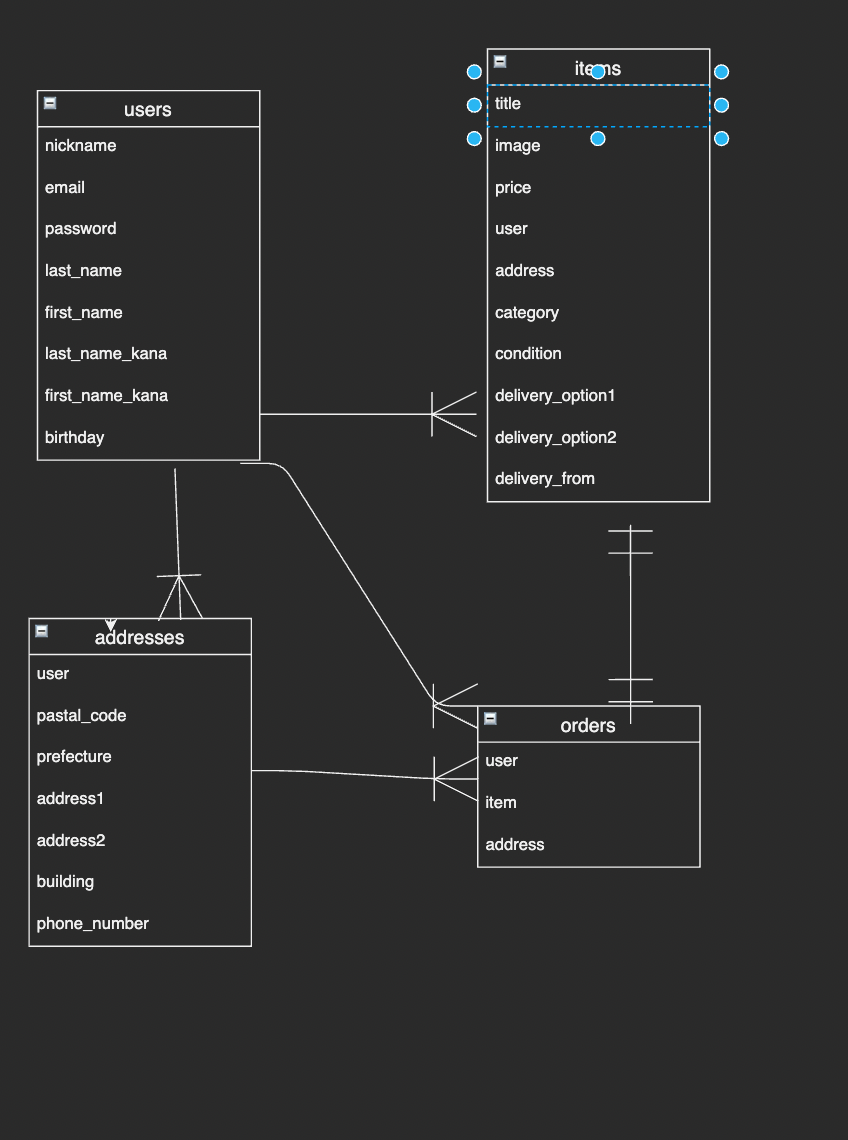 users
nickname
email
password
last_name
first_name
last_name_kana
first_name_kana
birthday
items
title
image
price
user
address
category
condition
delivery_option1
delivery_option2
delivery_from
addresses
user
pastal_code
prefecture
address1
address2
building
phone_number
orders
user
item
address